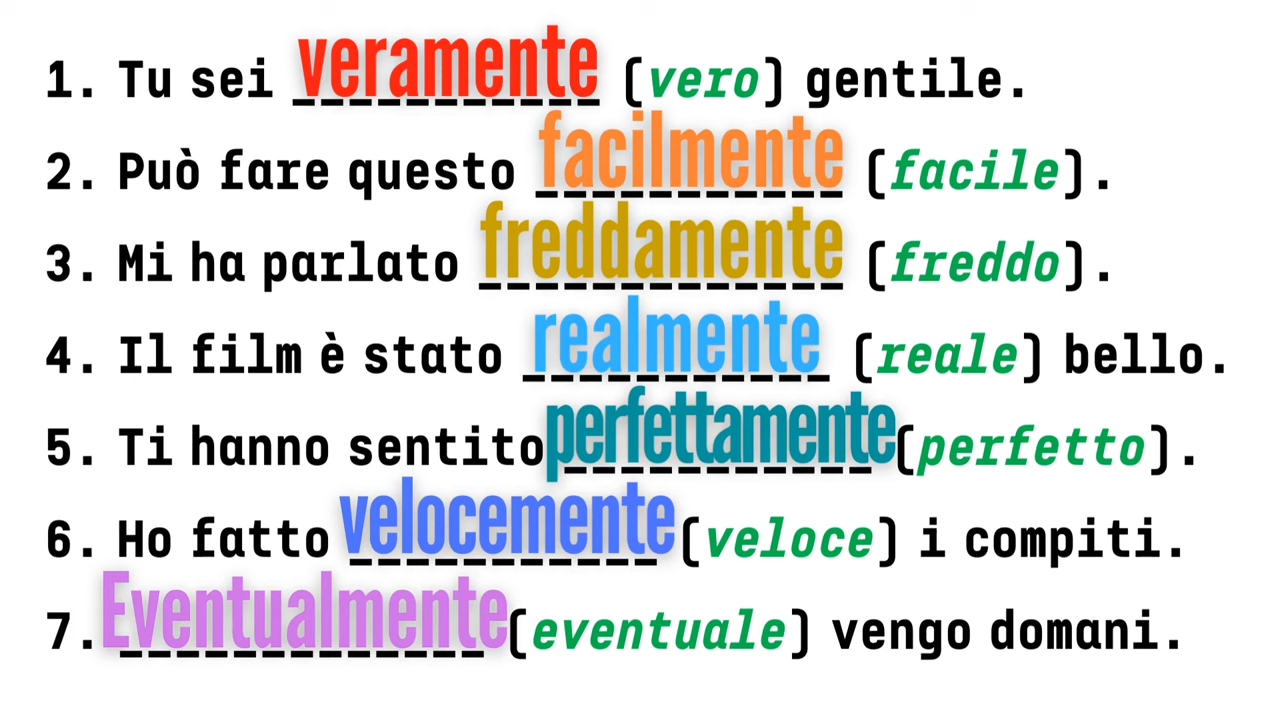 1. Tu sei veramente (vero) gentile.
2. Può fare questo facilmente (facile).
3. Mi ha parlato freddamente (freddo).
4. Il film è stato realmente (reale) bello.
5. Ti hanno sentito perfettamente (perfetto).
6. Ho fatto velocemente (veloce) i compiti.
7. Eventualmente (eventuale) vengo domani.